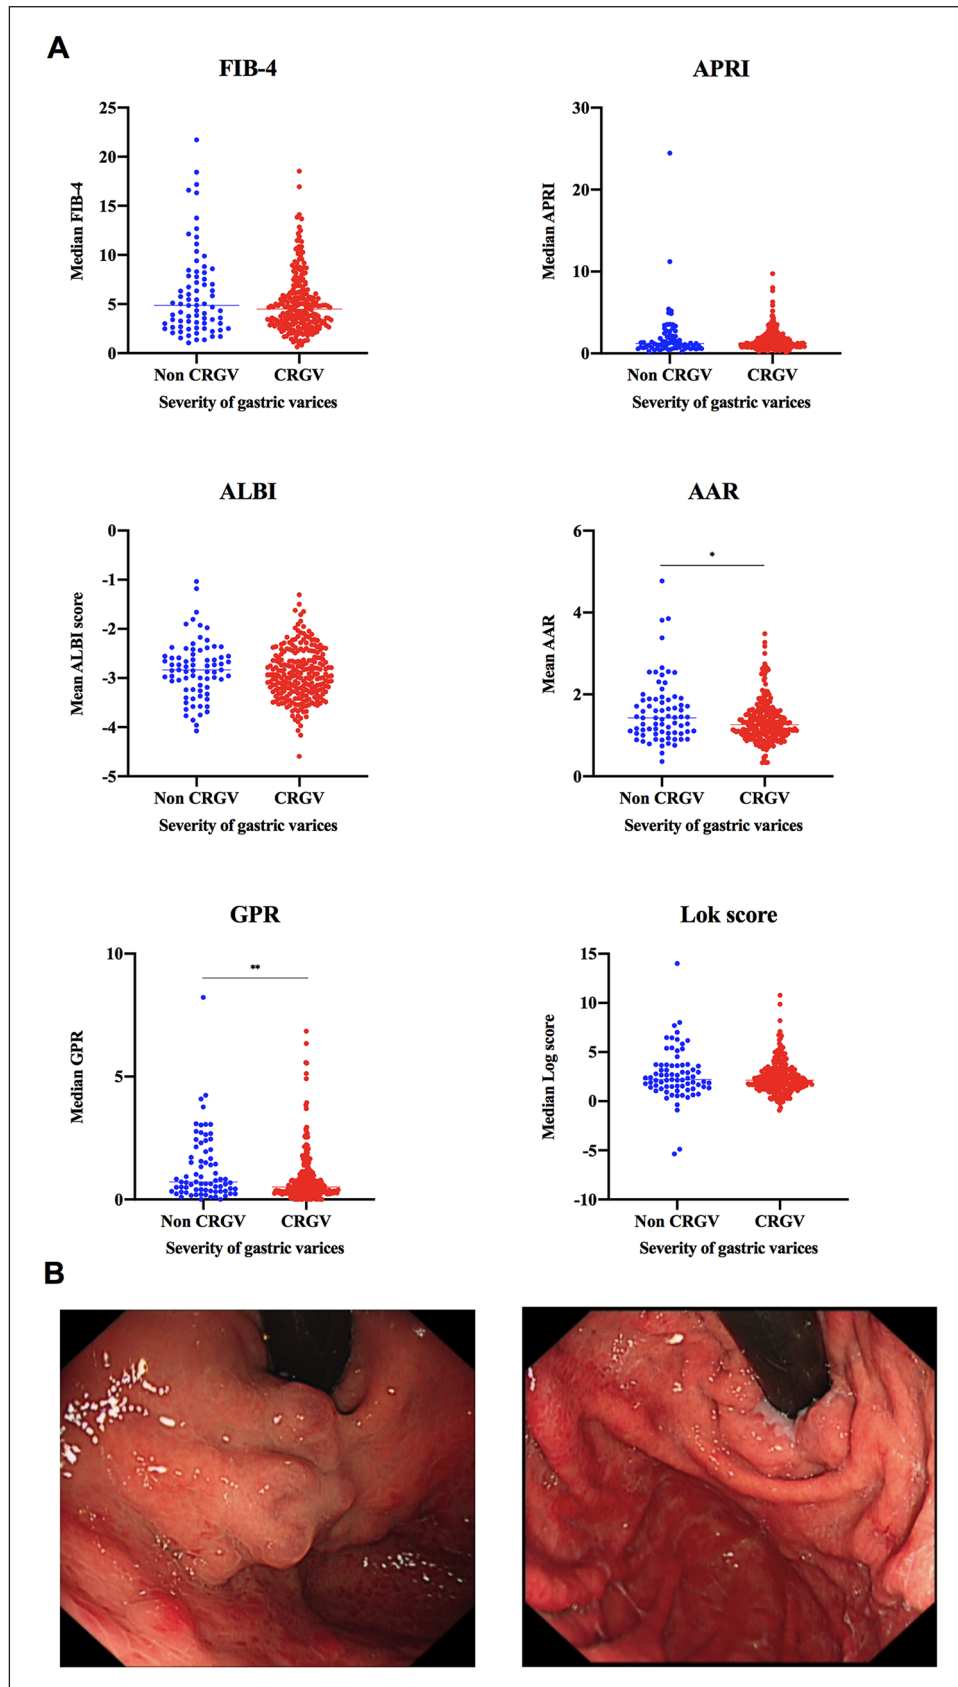 A
FIB-4
Median FIB-4
25
20
15
10
5
0
Non CRGV CRGV
Severity of gastric varices
APRI
Median APRI
30
20
10
0
Non CRGV CRGV
Severity of gastric varices
ALBI
Mean ALBI score
0
-1
-2
-3
-4
-5
Non CRGV CRGV
Severity of gastric varices
AAR
Mean AAR
6
4
2
0
*
Non CRGV CRGV
Severity of gastric varices
GPR
Median GPR
10
5
0
**
Non CRGV CRGV
Severity of gastric varices
Lok score
Median Log score
15
10
5
0
-5
-10
Non CRGV CRGV
Severity of gastric varices
B